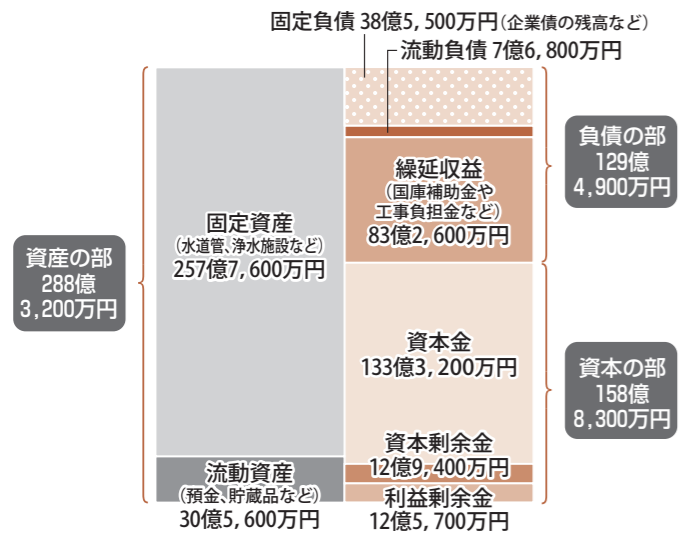 固定負債 38億5,500万円(企業債の残高など)
流動負債 7億6,800万円
繰延収益
(国庫補助金や
工事負担金など)
83億2,600万円
負債の部
129億
4,900万円
固定資産
(水道管、浄水施設など)
257億7,600万円
資産の部
288億
3,200万円
資本金
133億3,200万円
資本の部
158億
8,300万円
資本剰余金
12億9,400万円
流動資産
(預金、貯蔵品など)
30億5,600万円
利益剰余金
12億5,700万円